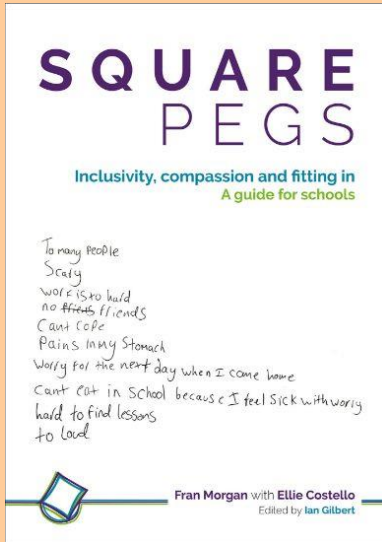 SQUARE
PEGS
Inclusivity, compassion and fitting in
A guide for schools
To many PeoPle
Scary
work is to hard
no friens friends
Cant CoPe
Pains in my Stomach
Worry for the next day when I come home
Cant eat in School because I feel Sick with worry
hard to find lessons
to loud
Fran Morgan with Ellie Costello
Edited by Ian Gilbert